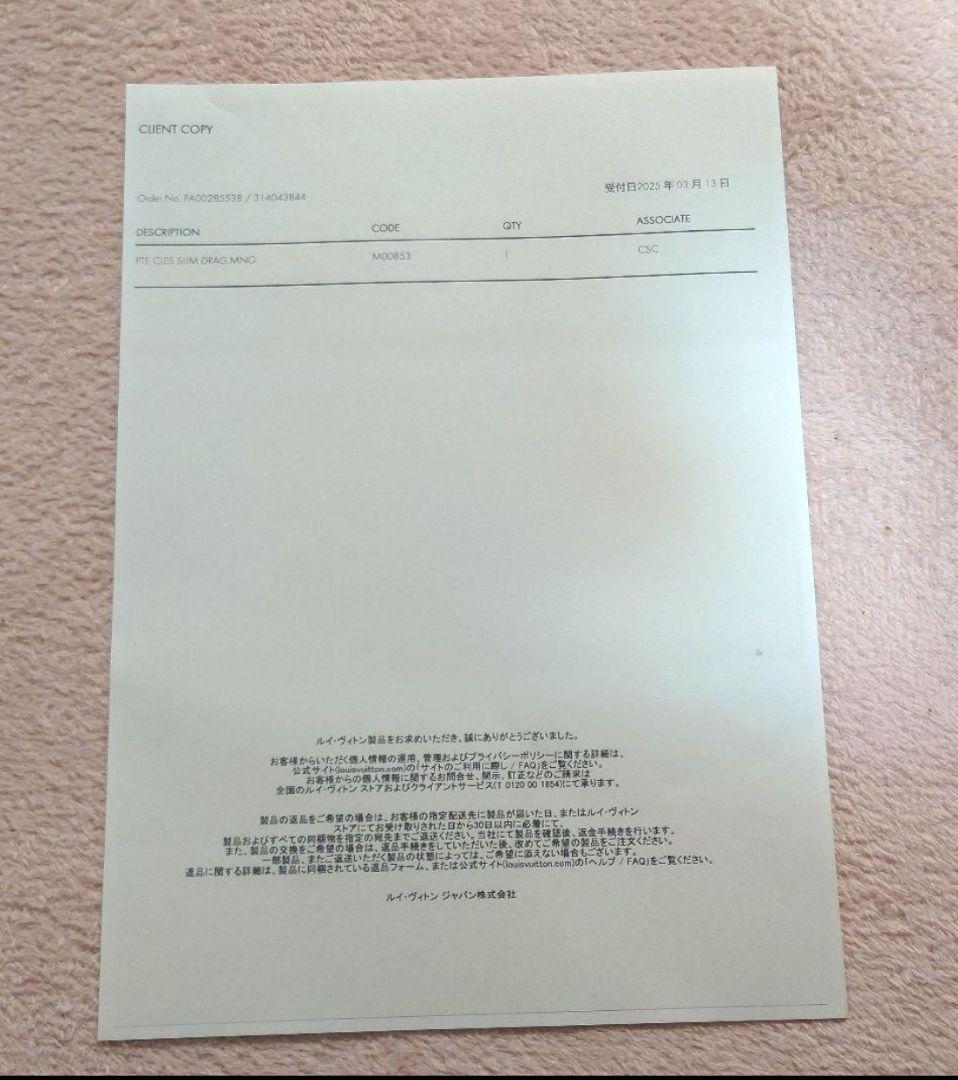 CLIENT COPY
Order No. PA00285538 / 314043844
受付日2025 年 03 月 13 日
DESCRIPTION CODE QTY ASSOCIATE
PTE CLES SLIM DRAG.MNG M00853 1 CSC
ルイ･ヴィトン製品をお求めいただき、誠にありがとうございました。
お客様からいただく個人情報の運用、管理およびプライバシーポリシーに関する詳細は、
公式サイト(louisvuitton.com)の「サイトのご利用に際し / FAQ」をご覧ください。
お客様からの個人情報に関するお問合せ、開示、訂正などのご請求は
全国のルイ･ヴィトン ストアおよびクライアントサービス(T 0120 00 1854)にて承ります。
製品の返品をご希望の場合は、お客様の指定配送先に製品が届いた日、またはルイ･ヴィトン
ストアにてお受け取りされた日から30日以内に必着にて、
製品およびすべての同梱物を指定の宛先までご返送ください。当社にて製品を確認後、返金手続きを行います。
また、製品の交換をご希望の場合は、返品手続きをしていただいた後、改めてご希望の製品をご注文ください。
一部製品、またご返送いただく製品の状態によっては、ご希望に添えない場合もございます。
返品に関する詳細は、製品に同梱されている返品フォーム、または公式サイト(louisvuitton.com)の「ヘルプ / FAQ」をご覧ください。
ルイ･ヴィトン ジャパン株式会社